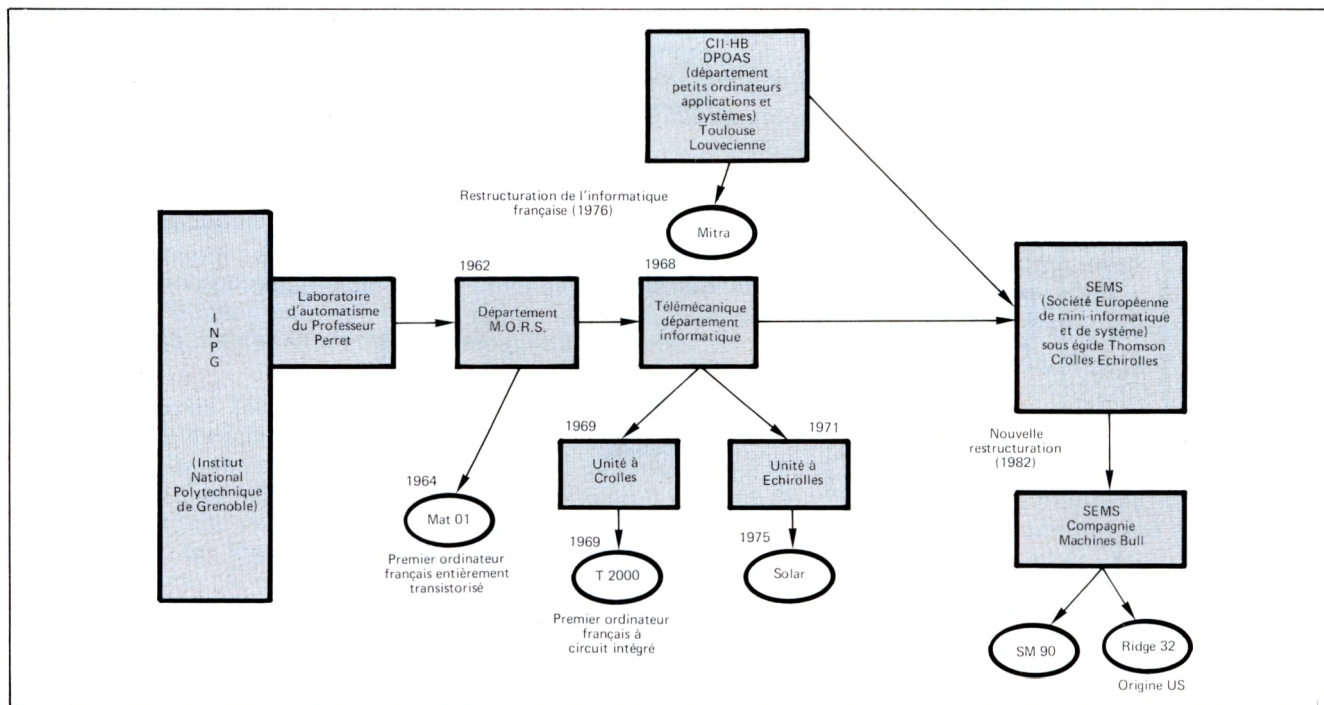 CII-HB
DPOAS
(département
petits ordinateurs
applications et
systèmes)
Toulouse
Louvecienne
Restructuration de l'informatique
française (1976)
Mitra
I
N
P
G
(Institut
National
Polytechnique
de Grenoble)
Laboratoire
d'automatisme
du Professeur
Perret
1962
Département
M.O.R.S.
1968
Télémécanique
département
informatique
SEMS
(Société Européenne
de mini-informatique
et de système)
sous égide Thomson
Crolles-Echirolles
1964
Mat 01
Premier ordinateur
français entièrement
transistorisé
1969
Unité à
Crolles
1969
T 2000
Premier ordinateur
français à
circuit intégré
1971
Unité à
Echirolles
1975
Solar
Nouvelle
restructuration
(1982)
SEMS
Compagnie
Machines Bull
SM 90
Ridge 32
Origine US